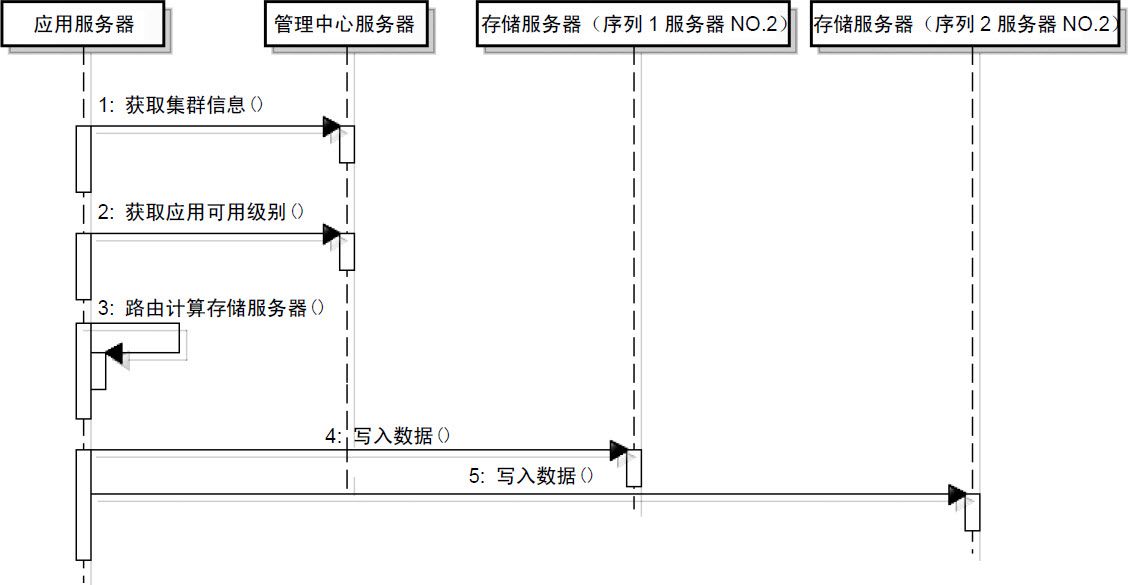 应用服务器
管理中心服务器
存储服务器（序列 1 服务器 NO.2）
存储服务器（序列 2 服务器 NO.2）
1: 获取集群信息()
2: 获取应用可用级别()
3: 路由计算存储服务器()
4: 写入数据()
5: 写入数据()